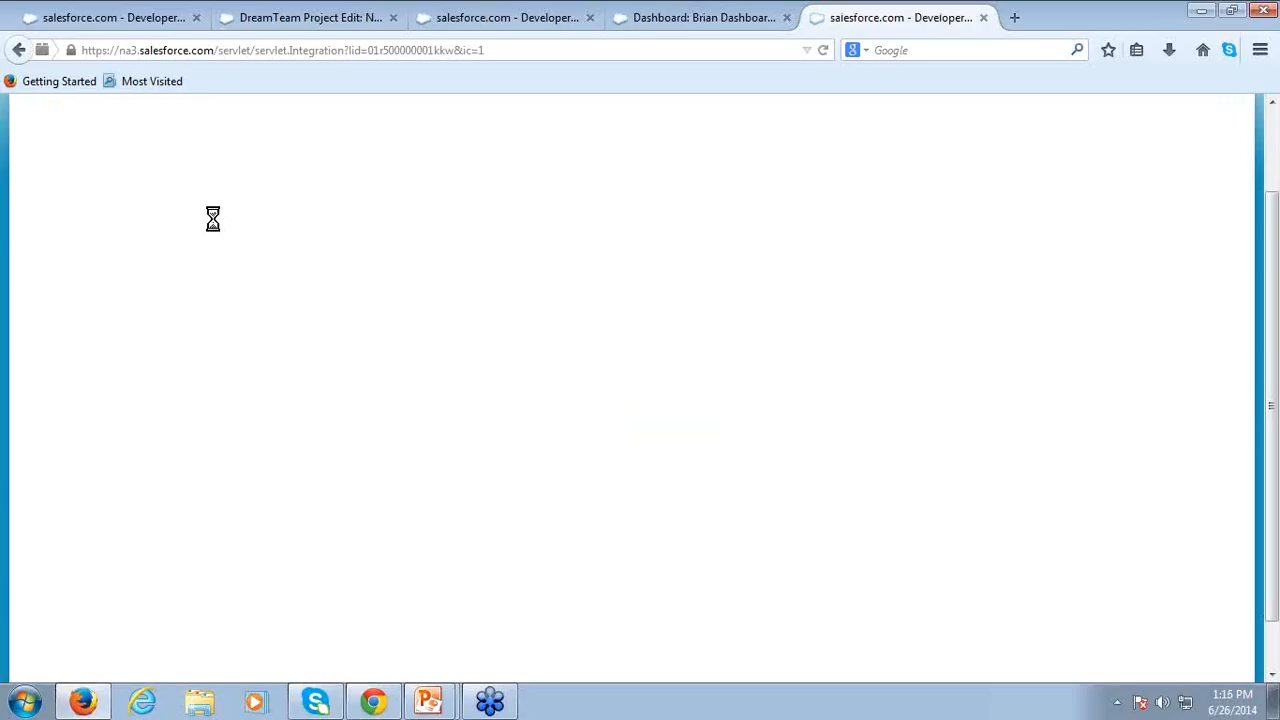 salesforce.com - Developer...
DreamTeam Project Edit: N...
salesforce.com - Developer...
Dashboard: Brian Dashboar...
salesforce.com - Developer...
https://na3.salesforce.com/servlet/servlet.Integration?lid=01r500000001kkw&ic=1
Google
Getting Started
Most Visited
1:16 PM
6/26/2014